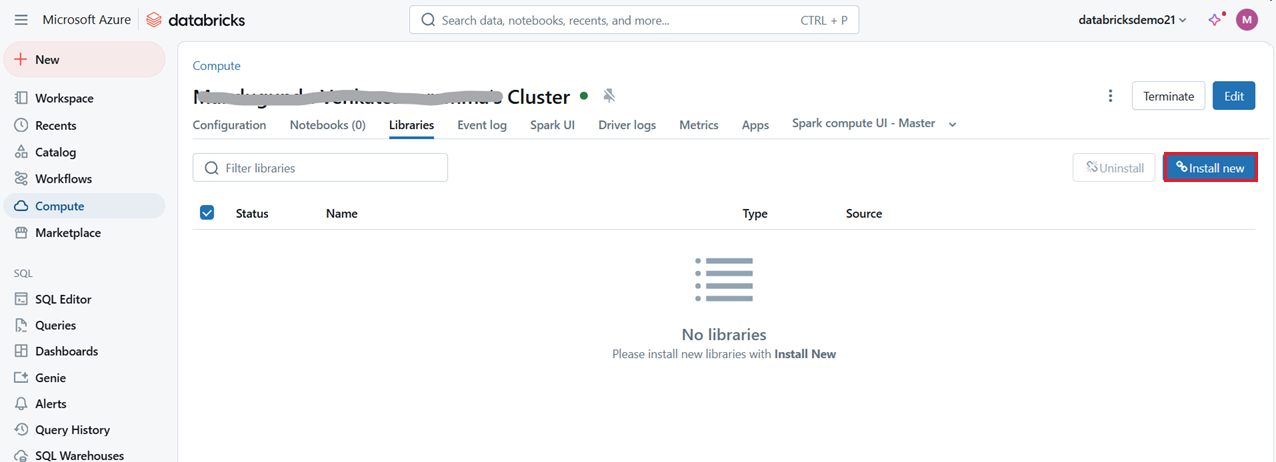 Microsoft Azure databricks Search data, notebooks, recents, and more... CTRL + P databricksdemo21 M
New
Workspace
Recents
Catalog
Workflows
Compute
Marketplace
SQL
SQL Editor
Queries
Dashboards
Genie
Alerts
Query History
SQL Warehouses
Compute
Cluster
Terminate Edit
Configuration Notebooks (0) Libraries Event log Spark UI Driver logs Metrics Apps Spark compute UI - Master
Filter libraries Uninstall Install new
Status Name Type Source
No libraries
Please install new libraries with Install New